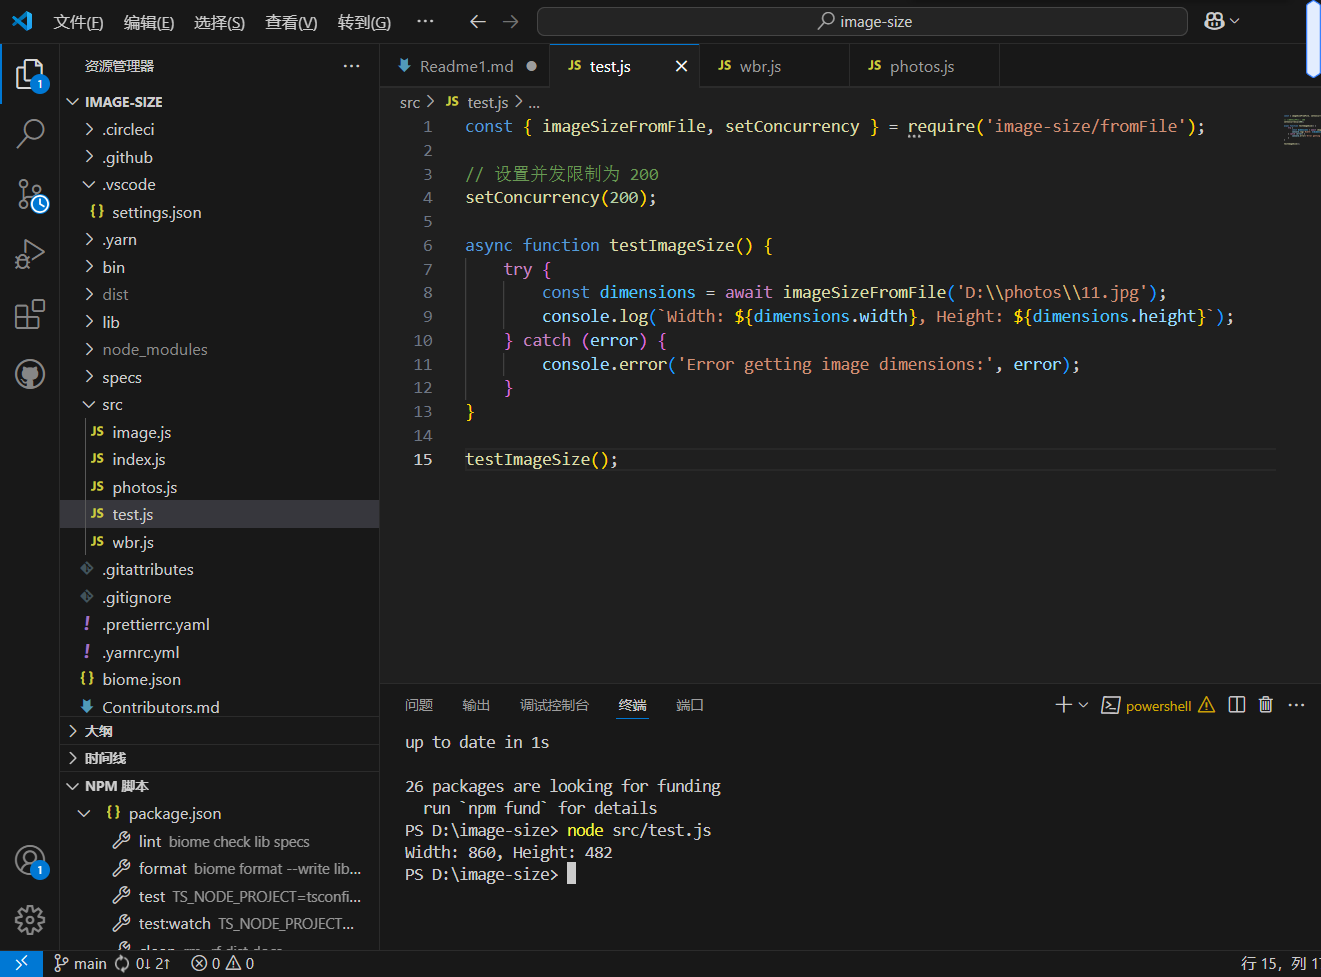 文件(F) 编辑(E) 选择(S) 查看(V) 转到(G) ··· image-size
资源管理器 ···
IMAGE-SIZE
.circleci
.github
.vscode
{} settings.json
.yarn
bin
dist
lib
node_modules
specs
src
JS image.js
JS index.js
JS photos.js
JS test.js
JS wbr.js
.gitattributes
.gitignore
! .prettierrc.yaml
! .yarnrc.yml
{} biome.json
Contributors.md
大纲
时间线
NPM 脚本
{} package.json
lint biome check lib specs
format biome format --write lib...
test TS_NODE_PROJECT=tsconfi...
test:watch TS_NODE_PROJECT...
1
1
Readme1.md JS test.js JS wbr.js JS photos.js
src > JS test.js > ...
1 const { imageSizeFromFile, setConcurrency } = require('image-size/fromFile');
2
3 // 设置并发限制为 200
4 setConcurrency(200);
5
6 async function testImageSize() {
7 try {
8 const dimensions = await imageSizeFromFile('D:\\photos\\11.jpg');
9 console.log(`Width: ${dimensions.width}, Height: ${dimensions.height}`);
10 } catch (error) {
11 console.error('Error getting image dimensions:', error);
12 }
13 }
14
15 testImageSize();
问题 输出 调试控制台 终端 端口 powershell ···
up to date in 1s
26 packages are looking for funding
run `npm fund` for details
PS D:\image-size> node src/test.js
Width: 860, Height: 482
PS D:\image-size>
main 0↓ 2↑ 0 0 行 15，列